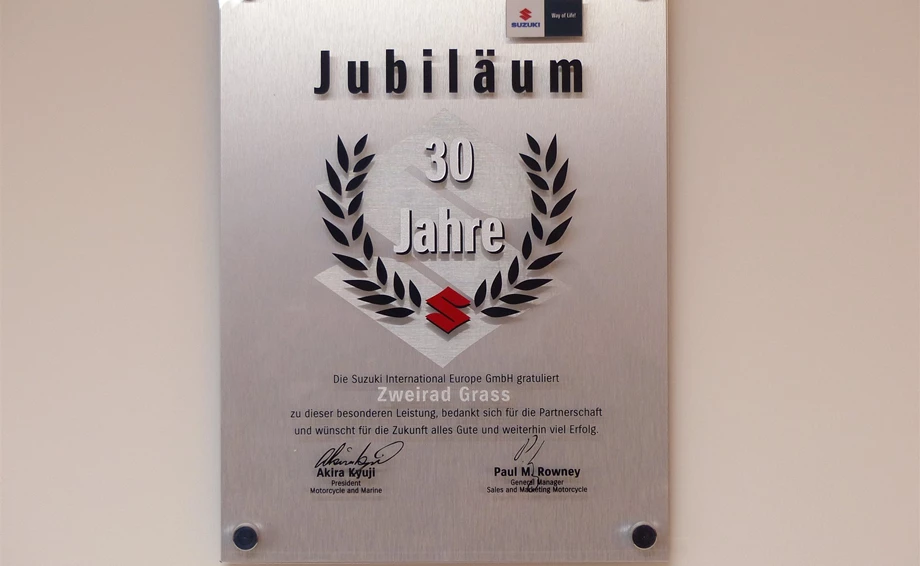 SUZUKI
Way of Life!
Jubiläum
30
Jahre
Die Suzuki International Europe GmbH gratuliert
Zweirad Grass
zu dieser besonderen Leistung, bedankt sich für die Partnerschaft
und wünscht für die Zukunft alles Gute und weiterhin viel Erfolg.
Akira Kyuji
President
Motorcycle and Marine
Paul M. Rowney
General Manager
Sales and Marketing Motorcycle